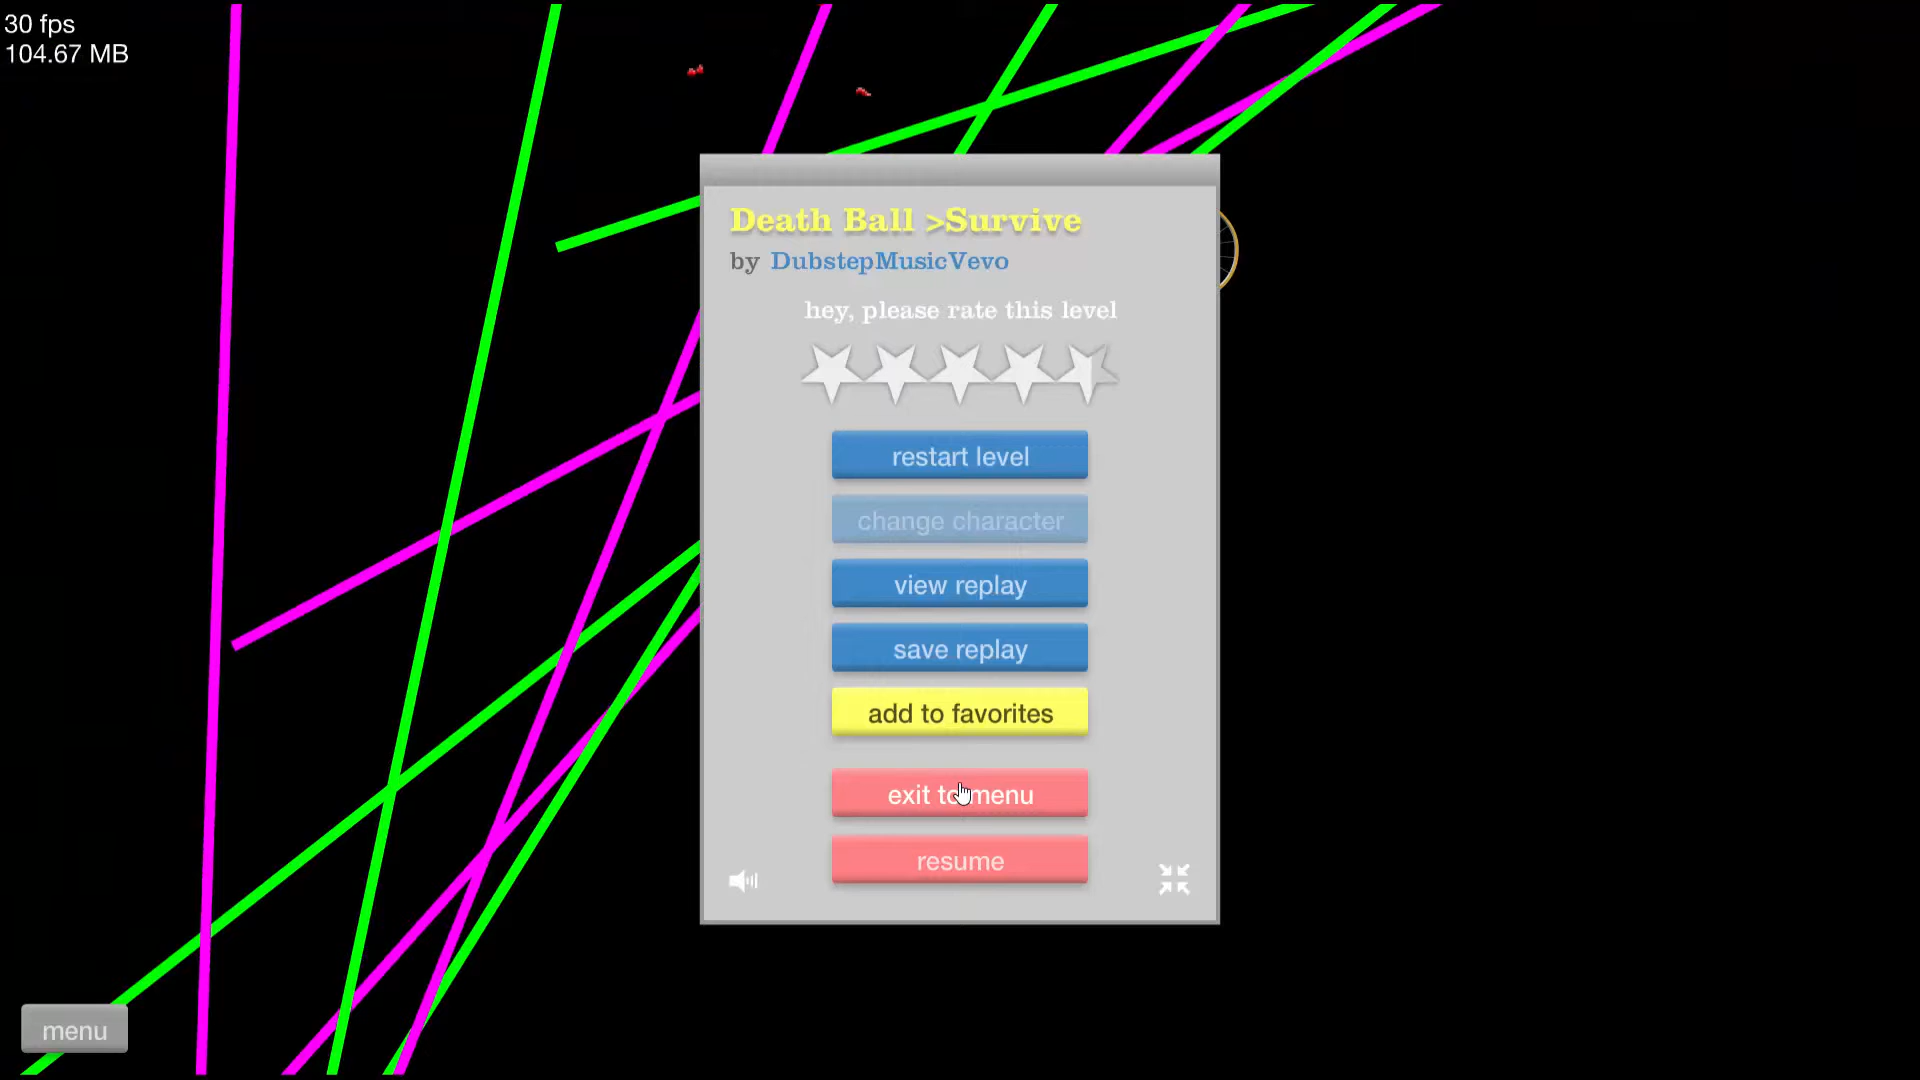 30 fps
104.67 MB
Death Ball >Survive
by DubstepMusicVevo
hey, please rate this level
restart level
change character
view replay
save replay
add to favorites
exit to menu
resume
menu